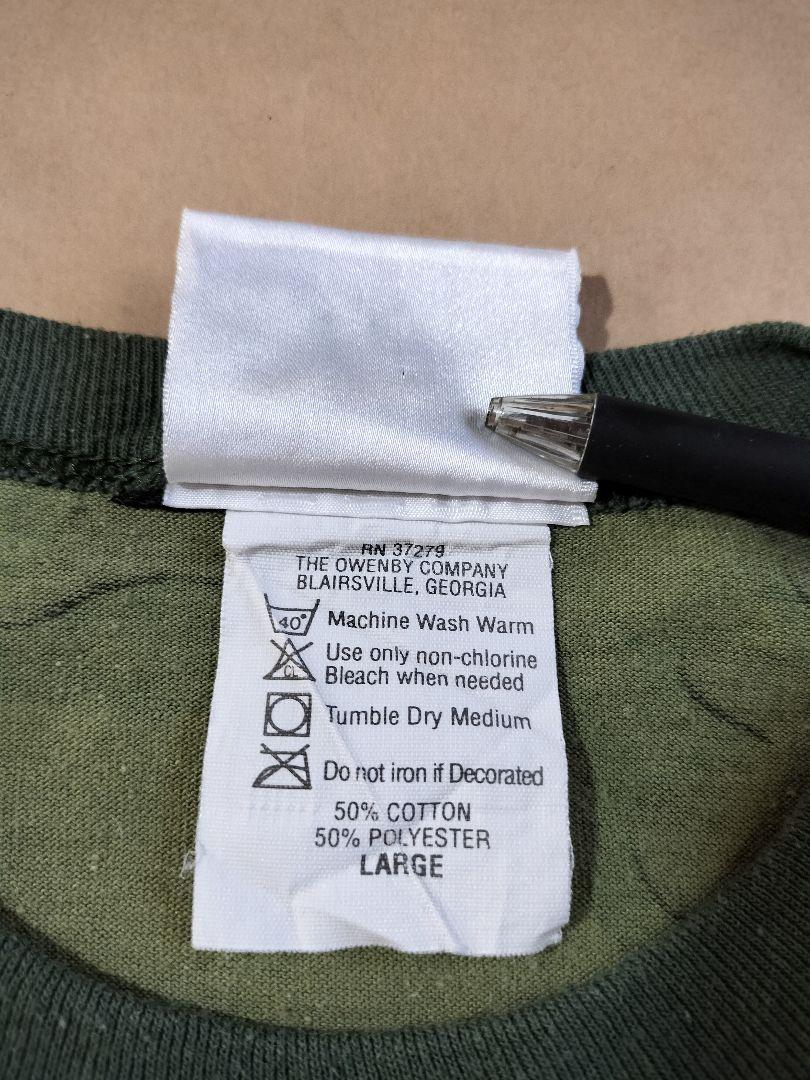 RN 37279
THE OWENBY COMPANY
BLAIRSVILLE, GEORGIA
40° Machine Wash Warm
CL Use only non-chlorine
Bleach when needed
Tumble Dry Medium
Do not iron if Decorated
50% COTTON
50% POLYESTER
LARGE